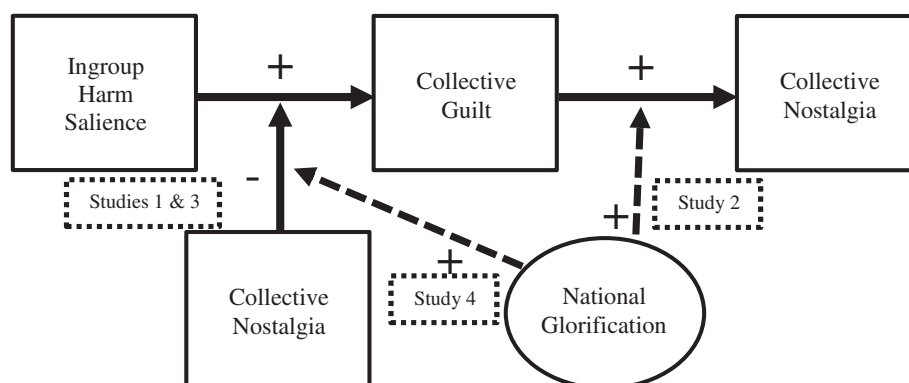 Ingroup
Harm
Salience
+
Collective
Guilt
+
Collective
Nostalgia
Studies 1 & 3
-
Collective
Nostalgia
+
Study 4
+
Study 2
National
Glorification